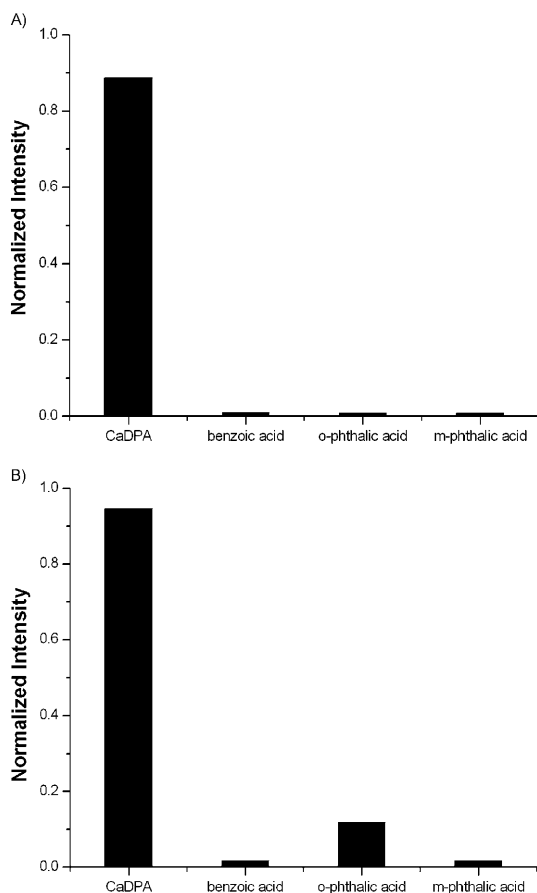 A)
Normalized Intensity
1.0
0.8
0.6
0.4
0.2
0.0
CaDPA benzoic acid o-phthalic acid m-phthalic acid
B)
Normalized Intensity
1.0
0.8
0.6
0.4
0.2
0.0
CaDPA benzoic acid o-phthalic acid m-phthalic acid